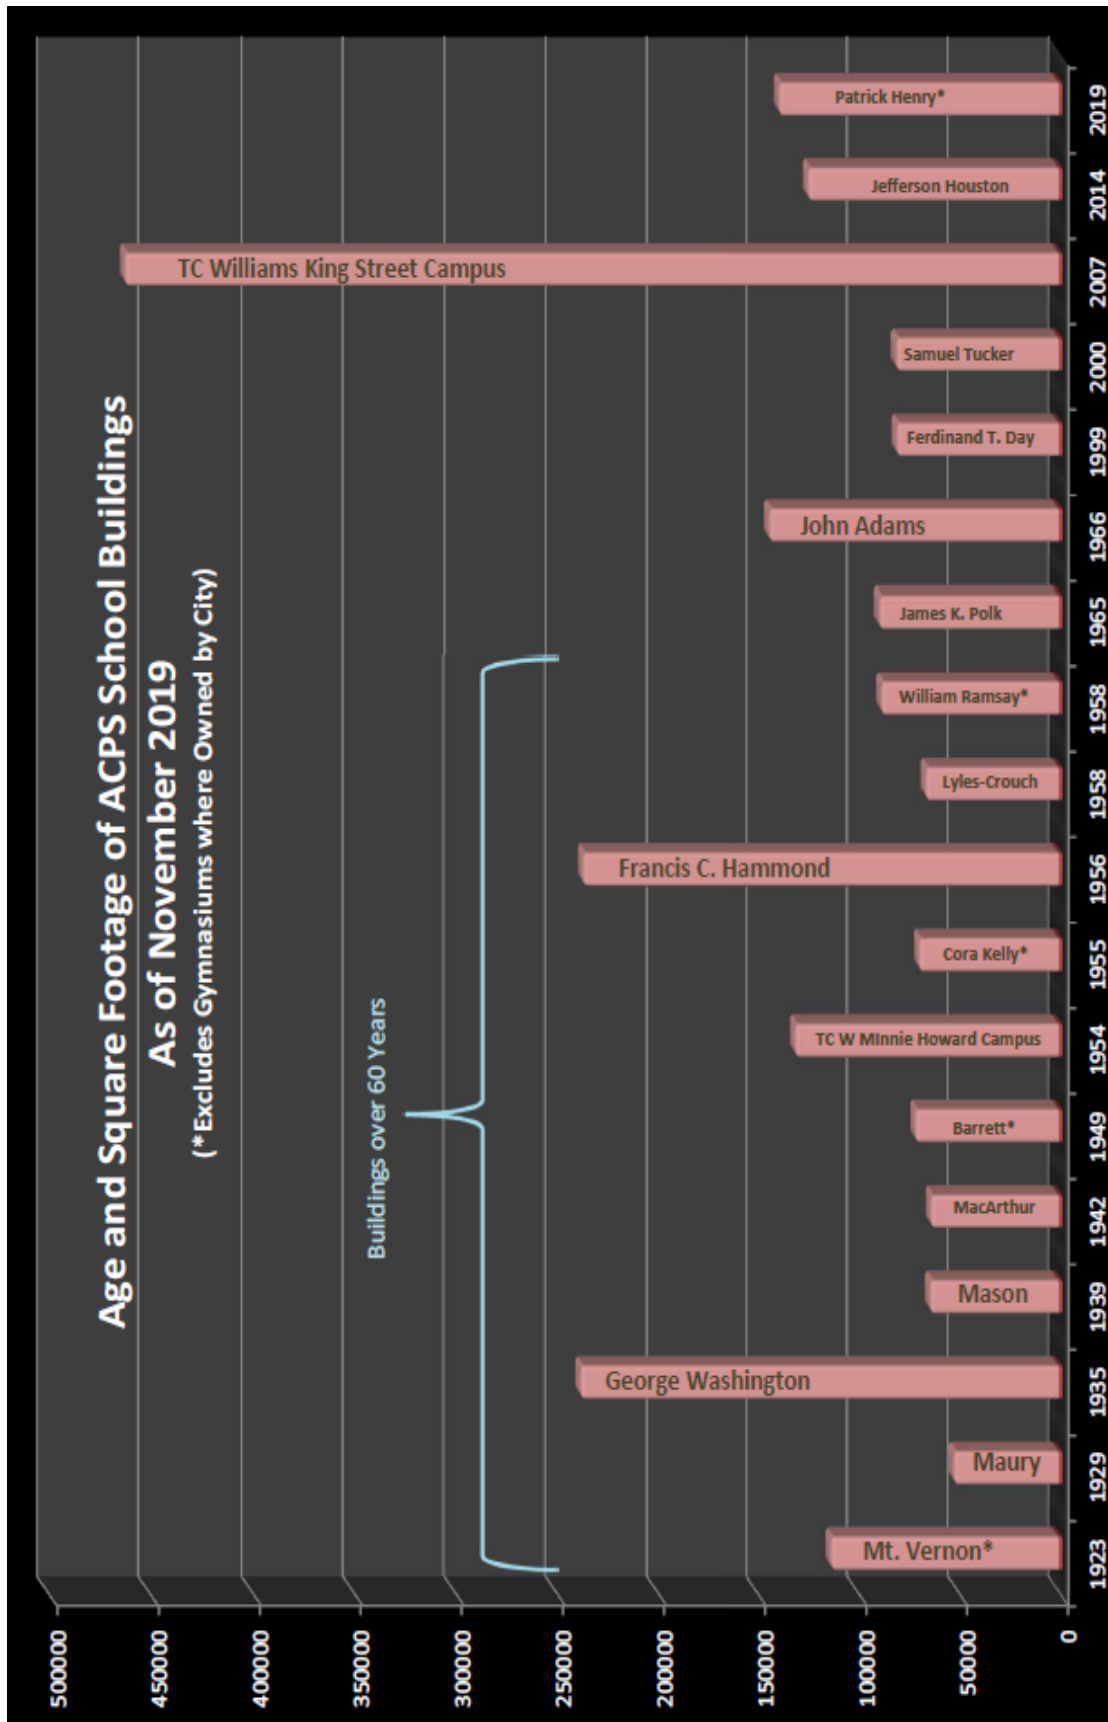 Age and Square Footage of ACPS School Buildings
As of November 2019
(*Excludes Gymnasiums where Owned by City)
Buildings over 60 Years
500000
450000
400000
350000
300000
250000
200000
150000
100000
50000
0
Mt. Vernon*
Maury
George Washington
Mason
MacArthur
Barrett*
TC W MInnie Howard Campus
Cora Kelly*
Francis C. Hammond
Lyles-Crouch
William Ramsay*
James K. Polk
John Adams
Ferdinand T. Day
Samuel Tucker
TC Williams King Street Campus
Jefferson Houston
Patrick Henry*
1923
1929
1935
1939
1942
1949
1954
1955
1956
1958
1958
1965
1966
1999
2000
2007
2014
2019